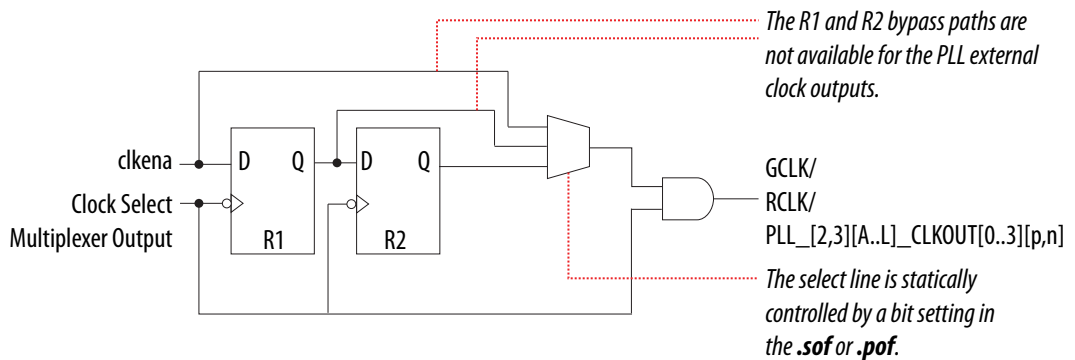 The R1 and R2 bypass paths are
not available for the PLL external
clock outputs.
clkena
D
Q
D
Q
GCLK/
RCLK/
PLL_[2,3][A..L]_CLKOUT[0..3][p,n]
Clock Select
Multiplexer Output
R1
R2
The select line is statically
controlled by a bit setting in
the .sof or .pof.